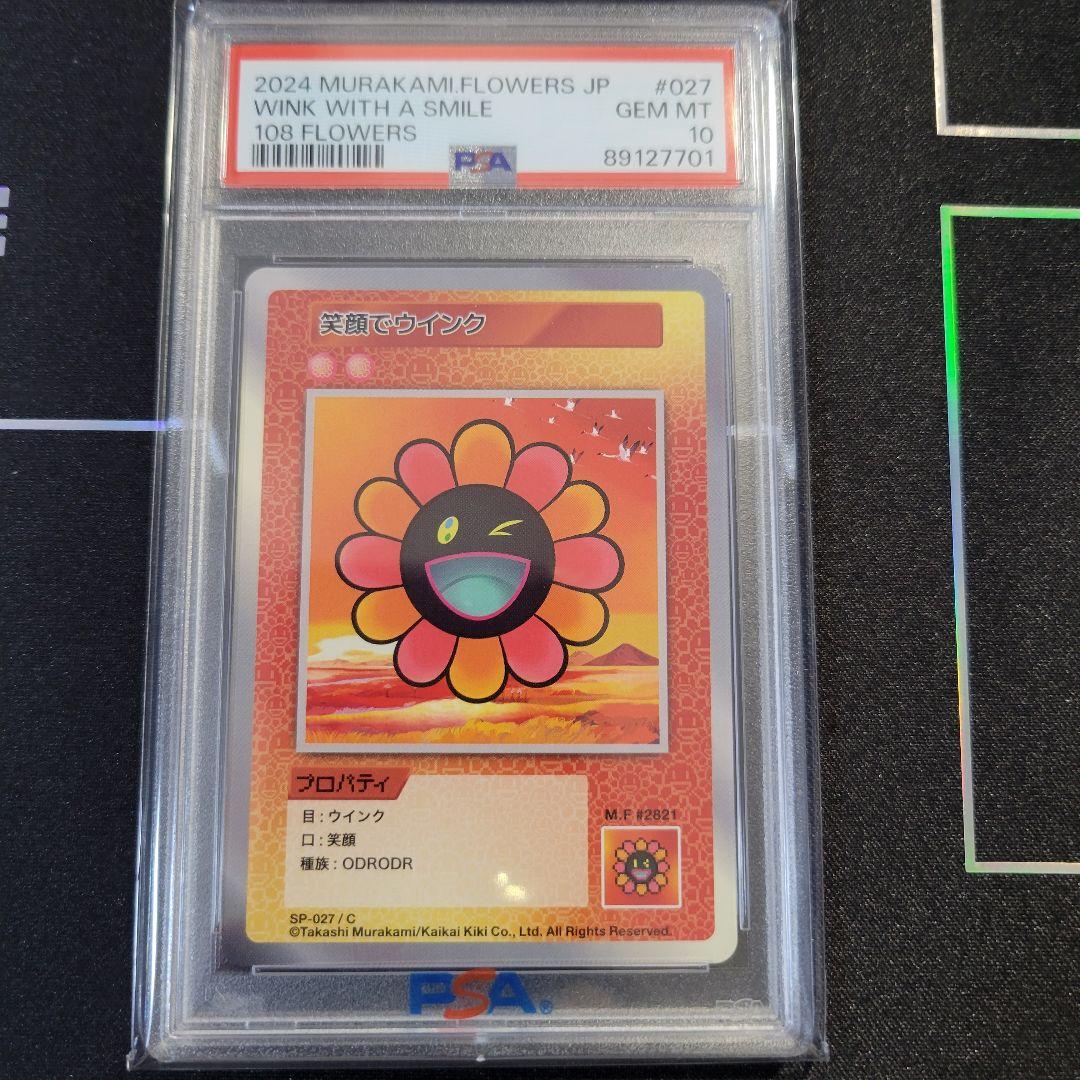 2024 MURAKAMI.FLOWERS JP #027
WINK WITH A SMILE GEM MT
108 FLOWERS 10
PSA 89127701
笑顔でウインク
プロパティ
目 : ウインク
口 : 笑顔
種族 : ODRODR
M.F #2821
SP-027 / C
©Takashi Murakami/Kaikai Kiki Co., Ltd. All Rights Reserved.
PSA®